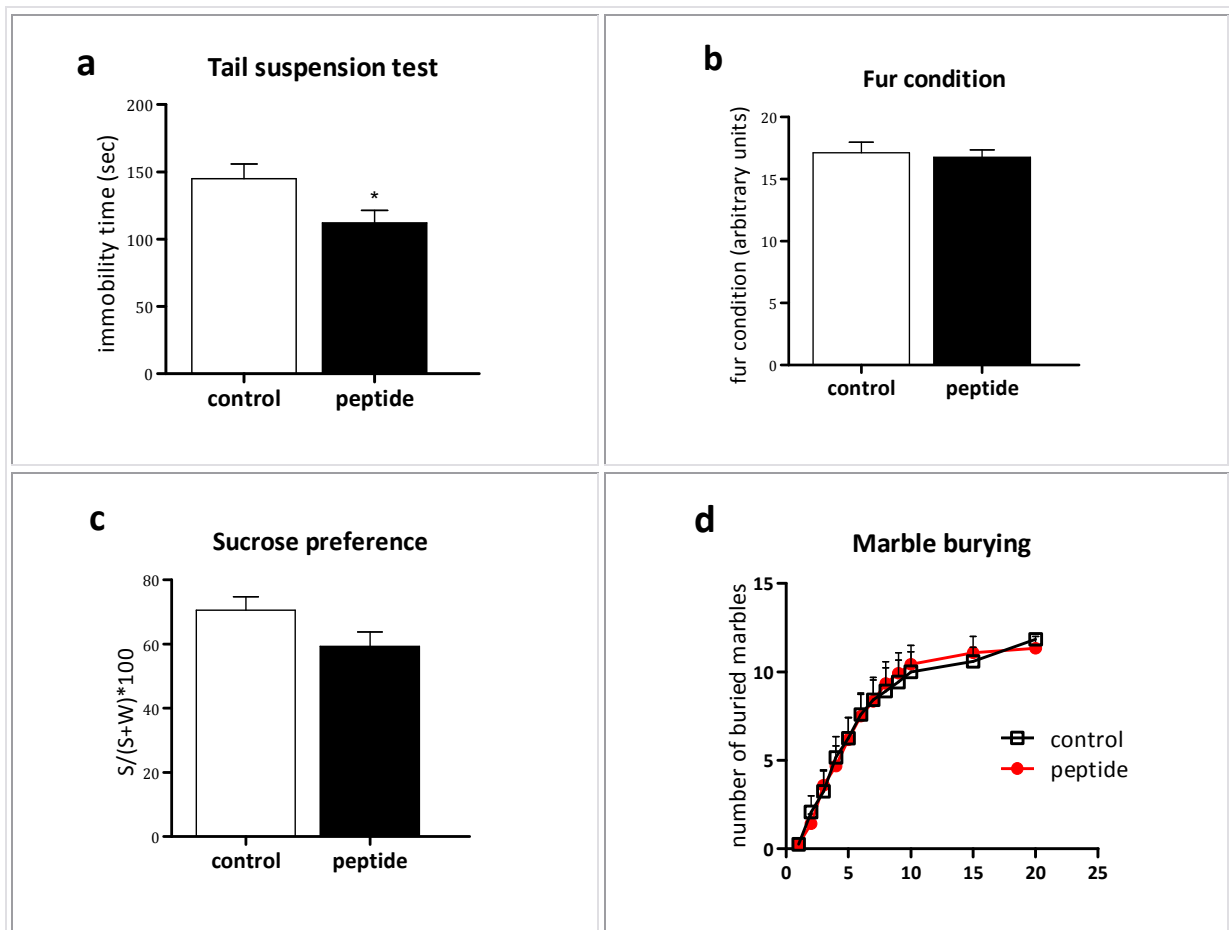 a
Tail suspension test
immobility time (sec)
200
150
100
50
0
*
control peptide
b
Fur condition
fur condition (arbitrary units)
20
15
10
5
0
control peptide
c
Sucrose preference
S/(S+W)*100
80
60
40
20
0
control peptide
d
Marble burying
number of buried marbles
15
10
5
0
control
peptide
0 5 10 15 20 25